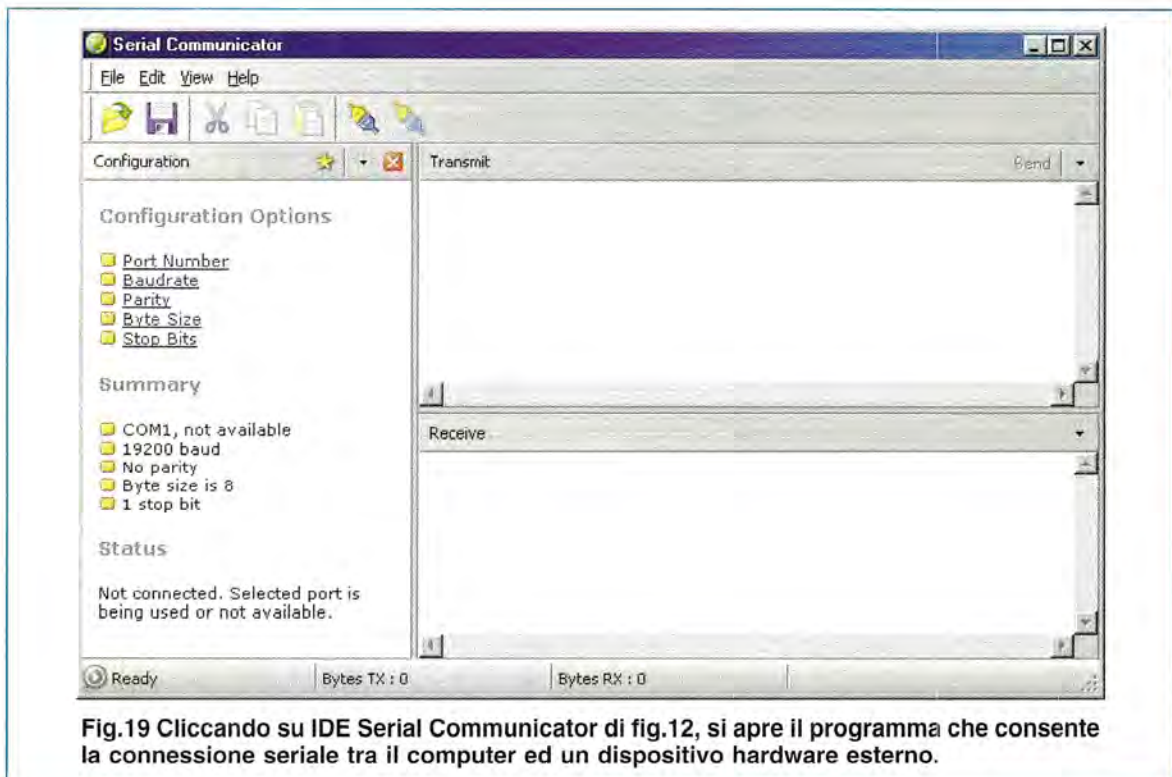 Serial Communicator
File Edit View Help
Configuration
Configuration Options
Port Number
Baudrate
Parity
Byte Size
Stop Bits
Summary
COM1, not available
19200 baud
No parity
Byte size is 8
1 stop bit
Status
Not connected. Selected port is
being used or not available.
Transmit
Send
Receive
Ready
Bytes TX : 0
Bytes RX : 0
Fig.19 Cliccando su IDE Serial Communicator di fig.12, si apre il programma che consente
la connessione seriale tra il computer ed un dispositivo hardware esterno.